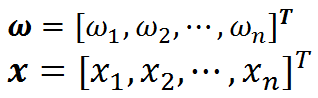 ω = [ω₁, ω₂, ⋯, ωₙ]ᵀ
x = [x₁, x₂, ⋯, xₙ]ᵀ